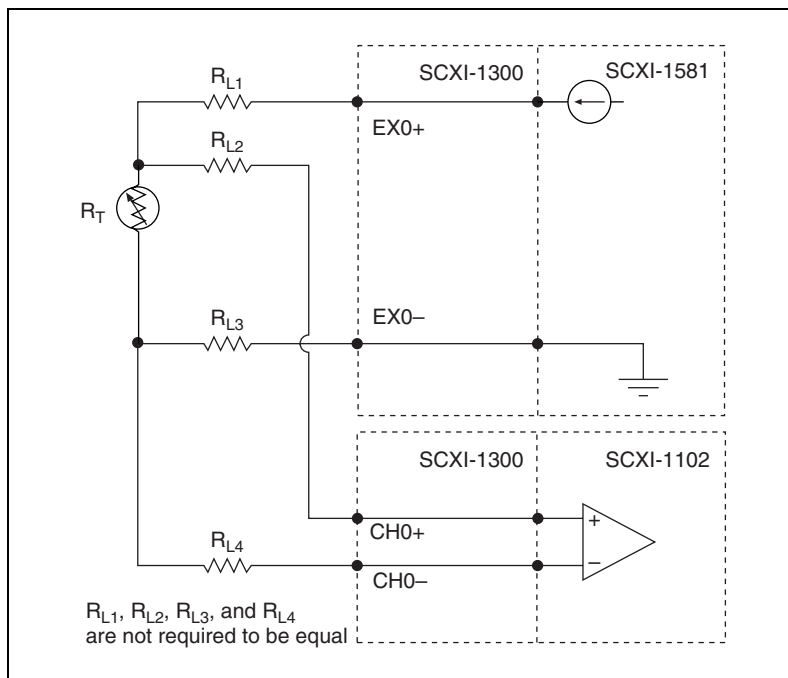 SCXI-1300
SCXI-1581
RL1
EX0+
RL2
RT
RL3
EX0–
SCXI-1300
SCXI-1102
CH0+
+
RL4
CH0–
–
RL1, RL2, RL3, and RL4
are not required to be equal